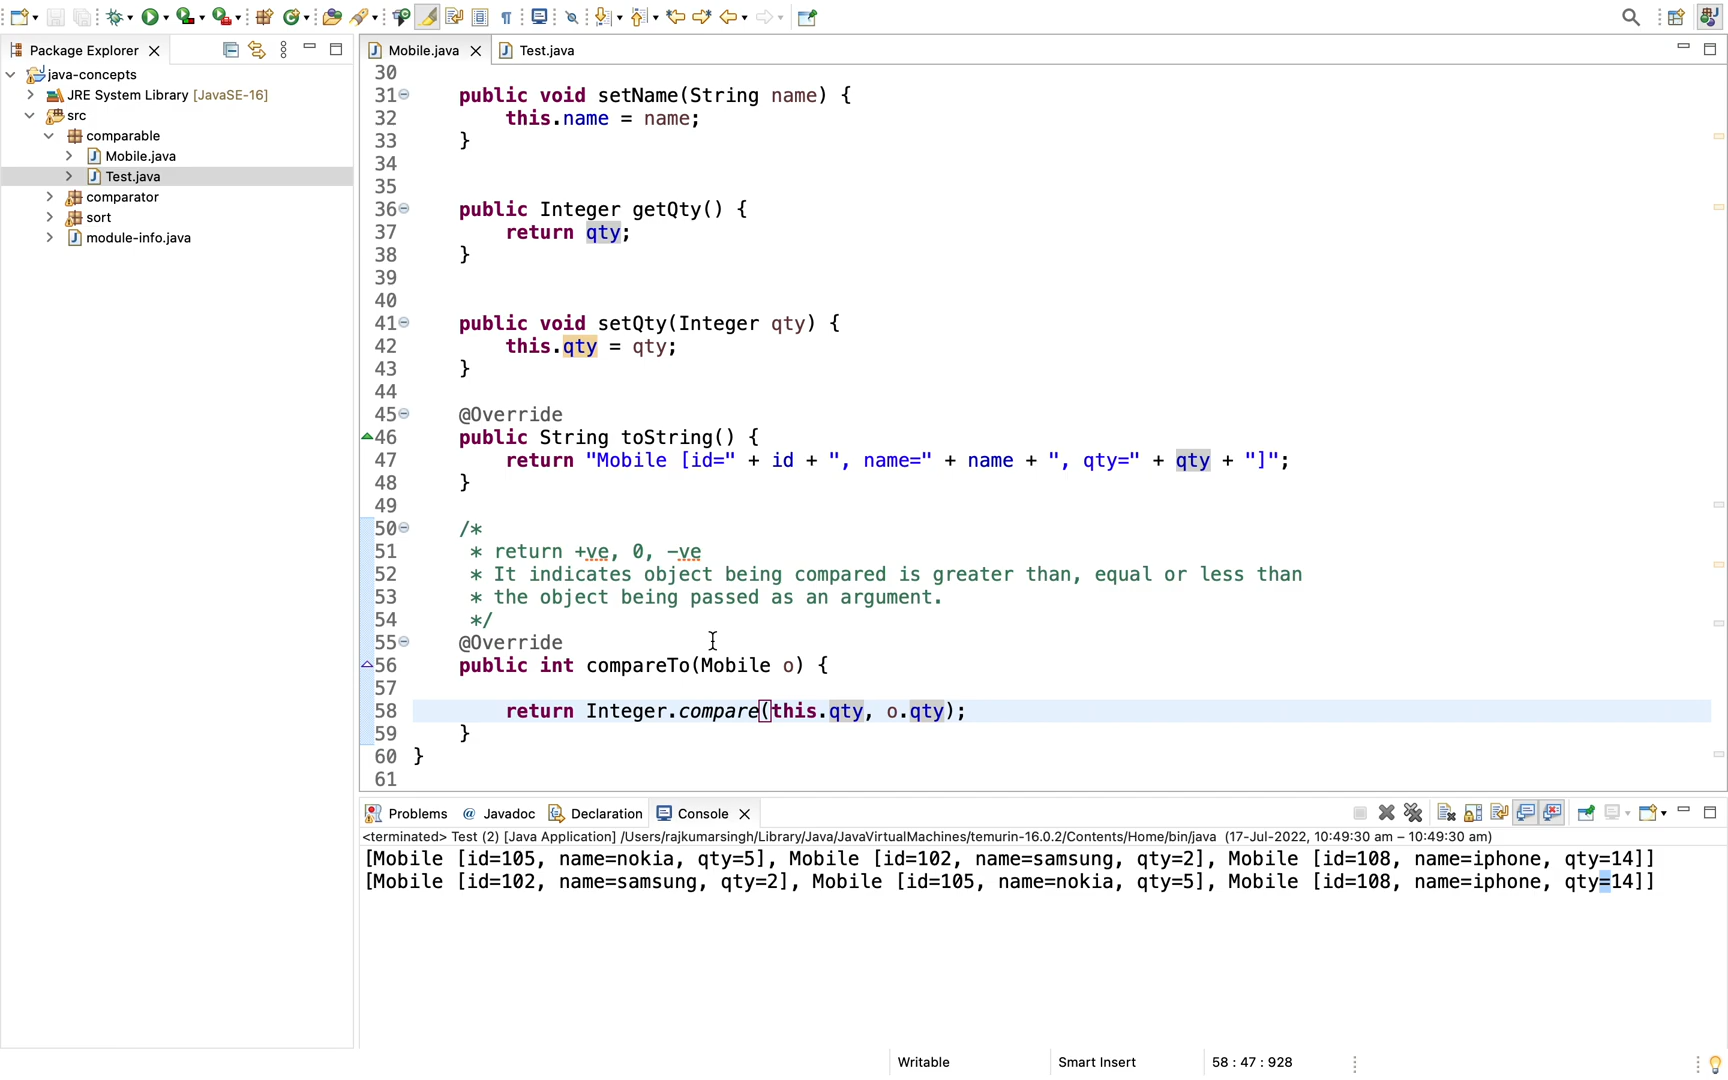 Package Explorer
java-concepts
JRE System Library [JavaSE-16]
src
comparable
Mobile.java
Test.java
comparator
sort
module-info.java
Mobile.java
Test.java
30
31 public void setName(String name) {
32 this.name = name;
33 }
34
35
36 public Integer getQty() {
37 return qty;
38 }
39
40
41 public void setQty(Integer qty) {
42 this.qty = qty;
43 }
44
45 @Override
46 public String toString() {
47 return "Mobile [id=" + id + ", name=" + name + ", qty=" + qty + "]";
48 }
49
50 /*
51 * return +ve, 0, -ve
52 * It indicates object being compared is greater than, equal or less than
53 * the object being passed as an argument.
54 */
55 @Override
56 public int compareTo(Mobile o) {
57
58 return Integer.compare(this.qty, o.qty);
59 }
60 }
61
Problems @ Javadoc Declaration Console
<terminated> Test (2) [Java Application] /Users/rajkumarsingh/Library/Java/JavaVirtualMachines/temurin-16.0.2/Contents/Home/bin/java (17-Jul-2022, 10:49:30 am – 10:49:30 am)
[Mobile [id=105, name=nokia, qty=5], Mobile [id=102, name=samsung, qty=2], Mobile [id=108, name=iphone, qty=14]]
[Mobile [id=102, name=samsung, qty=2], Mobile [id=105, name=nokia, qty=5], Mobile [id=108, name=iphone, qty=14]]
Writable
Smart Insert
58 : 47 : 928